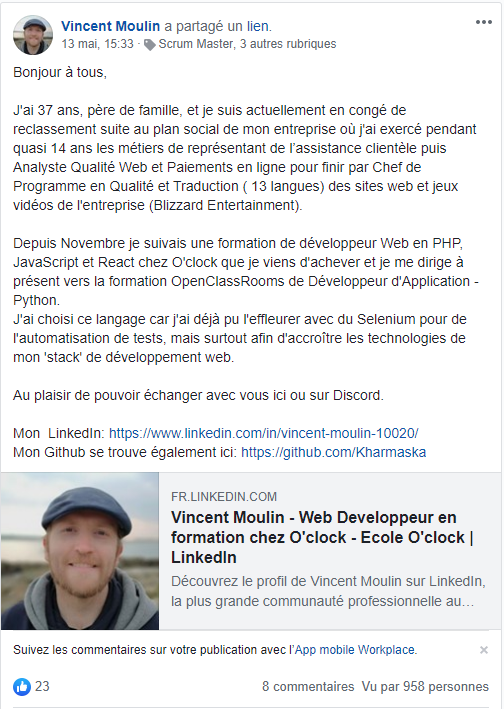 Vincent Moulin a partagé un lien.
13 mai, 15:33 · Scrum Master, 3 autres rubriques
Bonjour à tous,
J'ai 37 ans, père de famille, et je suis actuellement en congé de
reclassement suite au plan social de mon entreprise où j'ai exercé pendant
quasi 14 ans les métiers de représentant de l'assistance clientèle puis
Analyste Qualité Web et Paiements en ligne pour finir par Chef de
Programme en Qualité et Traduction ( 13 langues) des sites web et jeux
vidéos de l'entreprise (Blizzard Entertainment).
Depuis Novembre je suivais une formation de développeur Web en PHP,
JavaScript et React chez O'clock que je viens d'achever et je me dirige à
présent vers la formation OpenClassRooms de Développeur d'Application -
Python.
J'ai choisi ce langage car j'ai déjà pu l'effleurer avec du Selenium pour de
l'automatisation de tests, mais surtout afin d'accroître les technologies de
mon 'stack' de développement web.
Au plaisir de pouvoir échanger avec vous ici ou sur Discord.
Mon  LinkedIn: https://www.linkedin.com/in/vincent-moulin-10020/
Mon Github se trouve également ici: https://github.com/Kharmaska
FR.LINKEDIN.COM
Vincent Moulin - Web Developpeur en
formation chez O'clock - Ecole O'clock |
LinkedIn
Découvrez le profil de Vincent Moulin sur LinkedIn,
la plus grande communauté professionnelle au…
Suivez les commentaires sur votre publication avec l'App mobile Workplace.
23
8 commentaires Vu par 958 personnes